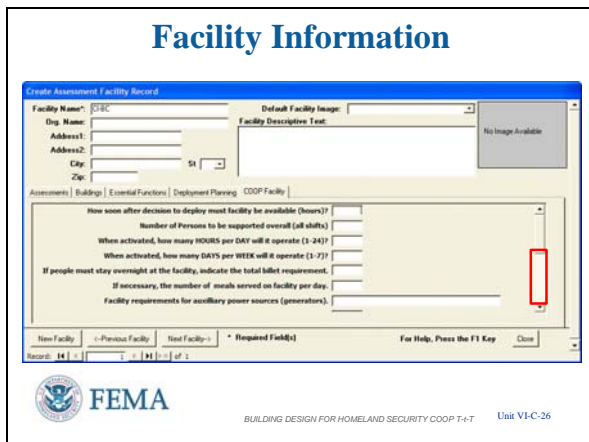 Facility Information
Create Assessment Facility Record
Facility Name*: CI-BC
Default Facility Image:
Org. Name:
Facility Descriptive Text:
No Image Available
Address1:
Address2:
City: St
Zip:
Assessments Buildings Essential Functions Deployment Planning COOP Facility
How soon after decision to deploy must facility be available (hours)?
Number of Persons to be supported overall (all shifts)
When activated, how many HOURS per DAY will it operate (1-24)?
When activated, how many DAYS per WEEK will it operate (1-7)?
If people must stay overnight at the facility, indicate the total billet requirement.
If necessary, the number of meals served on facility per day.
Facility requirements for auxilliary power sources (generators).
New Facility <-Previous Facility Next Facility-> * Required Field(s) For Help, Press the F1 Key Close
Record: 1 of 1
FEMA
BUILDING DESIGN FOR HOMELAND SECURITY COOP T-t-T Unit VI-C-26